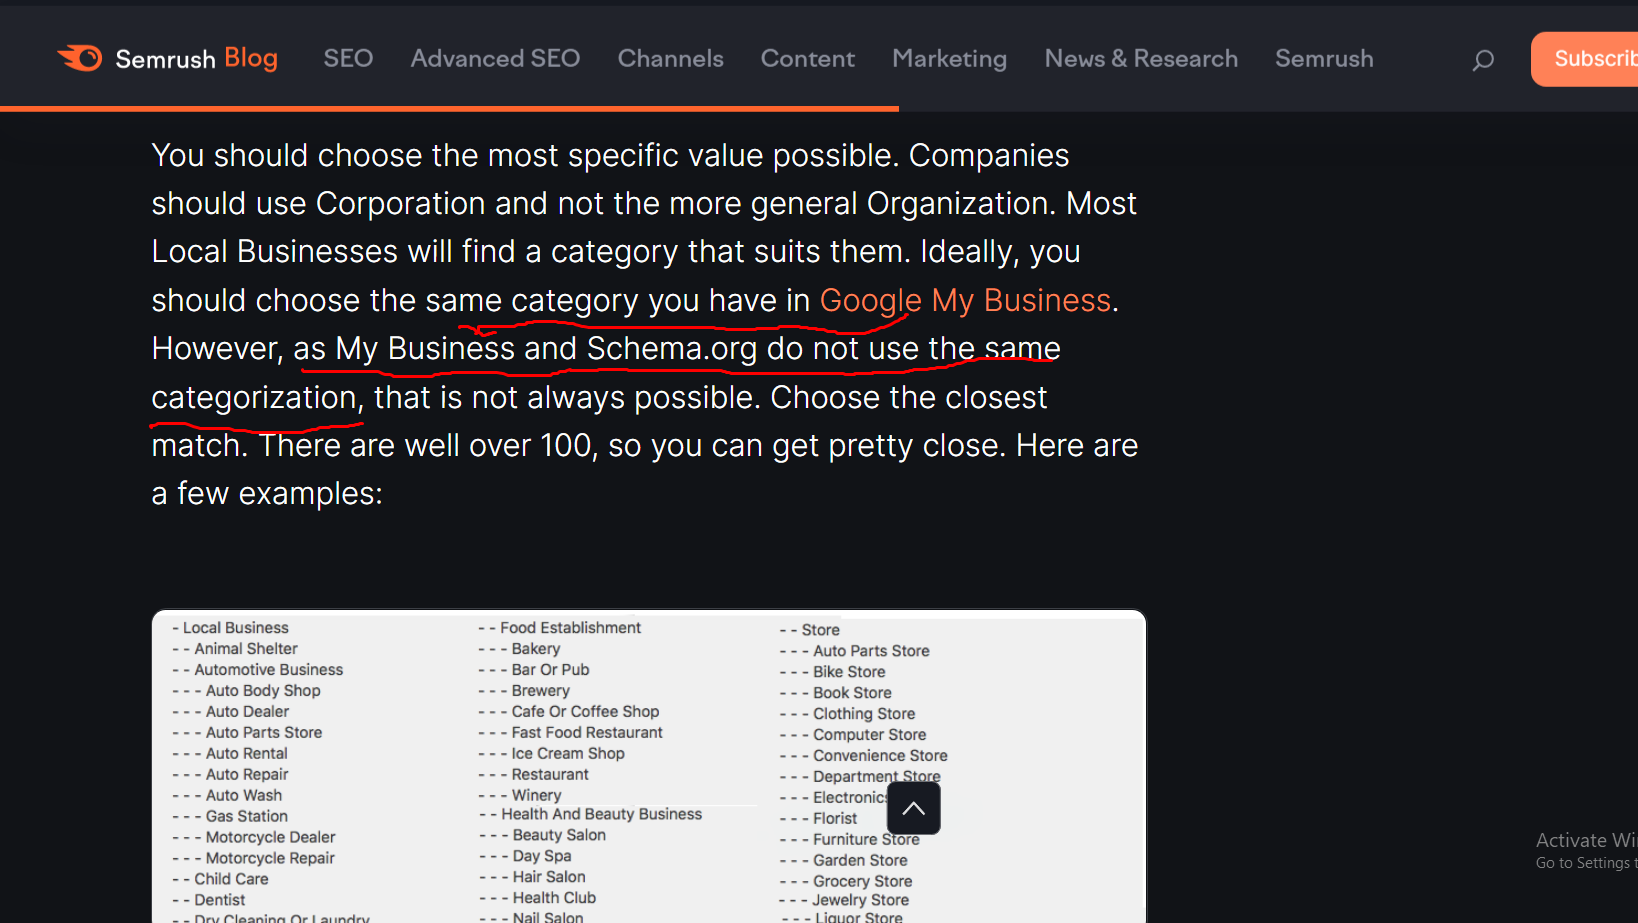 Semrush Blog SEO Advanced SEO Channels Content Marketing News & Research Semrush
You should choose the most specific value possible. Companies
should use Corporation and not the more general Organization. Most
Local Businesses will find a category that suits them. Ideally, you
should choose the same category you have in Google My Business.
However, as My Business and Schema.org do not use the same
categorization, that is not always possible. Choose the closest
match. There are well over 100, so you can get pretty close. Here are
a few examples:
- Local Business
- - Animal Shelter
- - Automotive Business
- - - Auto Body Shop
- - - Auto Dealer
- - - Auto Parts Store
- - - Auto Rental
- - - Auto Repair
- - - Auto Wash
- - - Gas Station
- - - Motorcycle Dealer
- - - Motorcycle Repair
- - Child Care
- - Dentist
- - Dry Cleaning Or Laundry
- - Food Establishment
- - - Bakery
- - - Bar Or Pub
- - - Brewery
- - - Cafe Or Coffee Shop
- - - Fast Food Restaurant
- - - Ice Cream Shop
- - - Restaurant
- - - Winery
- - Health And Beauty Business
- - - Beauty Salon
- - - Day Spa
- - - Hair Salon
- - - Health Club
- - - Nail Salon
- - Store
- - - Auto Parts Store
- - - Bike Store
- - - Book Store
- - - Clothing Store
- - - Computer Store
- - - Convenience Store
- - - Department Store
- - - Electronics
- - - Florist
- - - Furniture Store
- - - Garden Store
- - - Grocery Store
- - - Jewelry Store
- - - Liquor Store
Activate
Go to Settings